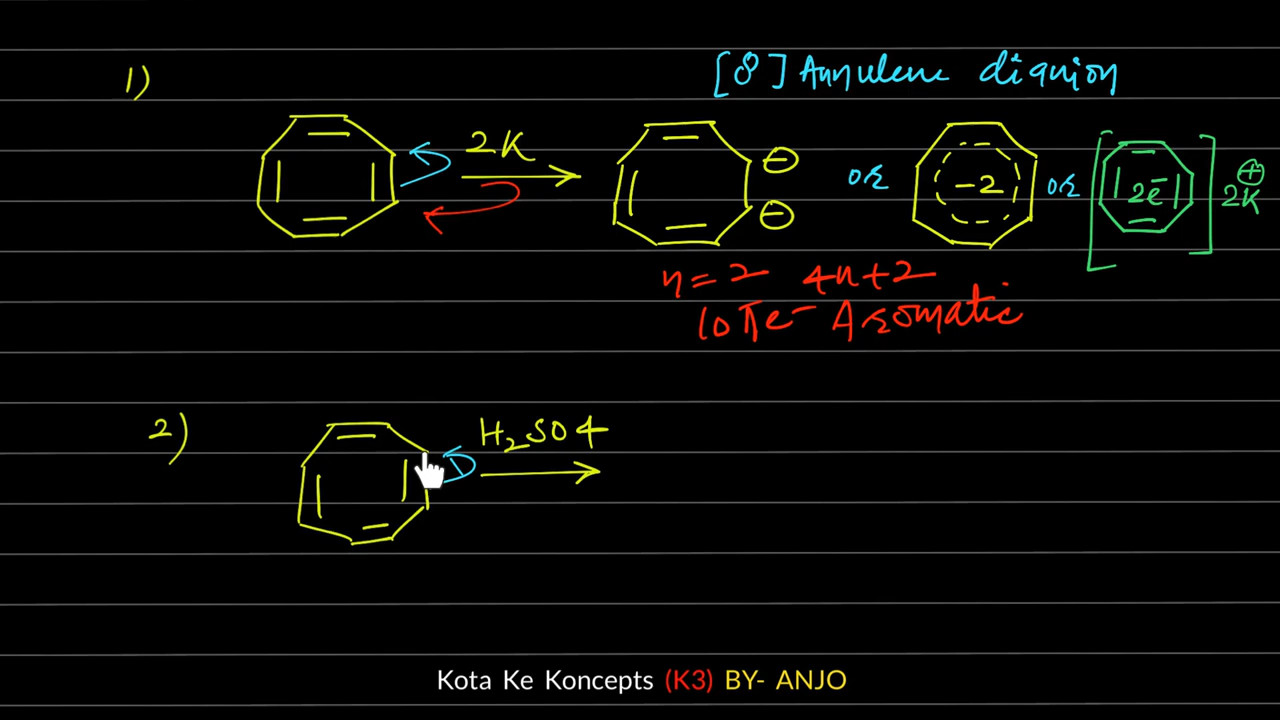 [8] Annulene dianion
1)
2K ⊖ ⊖ or -2 or [2e⁻] 2K⊕
n=2 4n+2
10πe⁻ Aromatic
2)
H₂SO4
Kota Ke Koncepts (K3) BY- ANJO